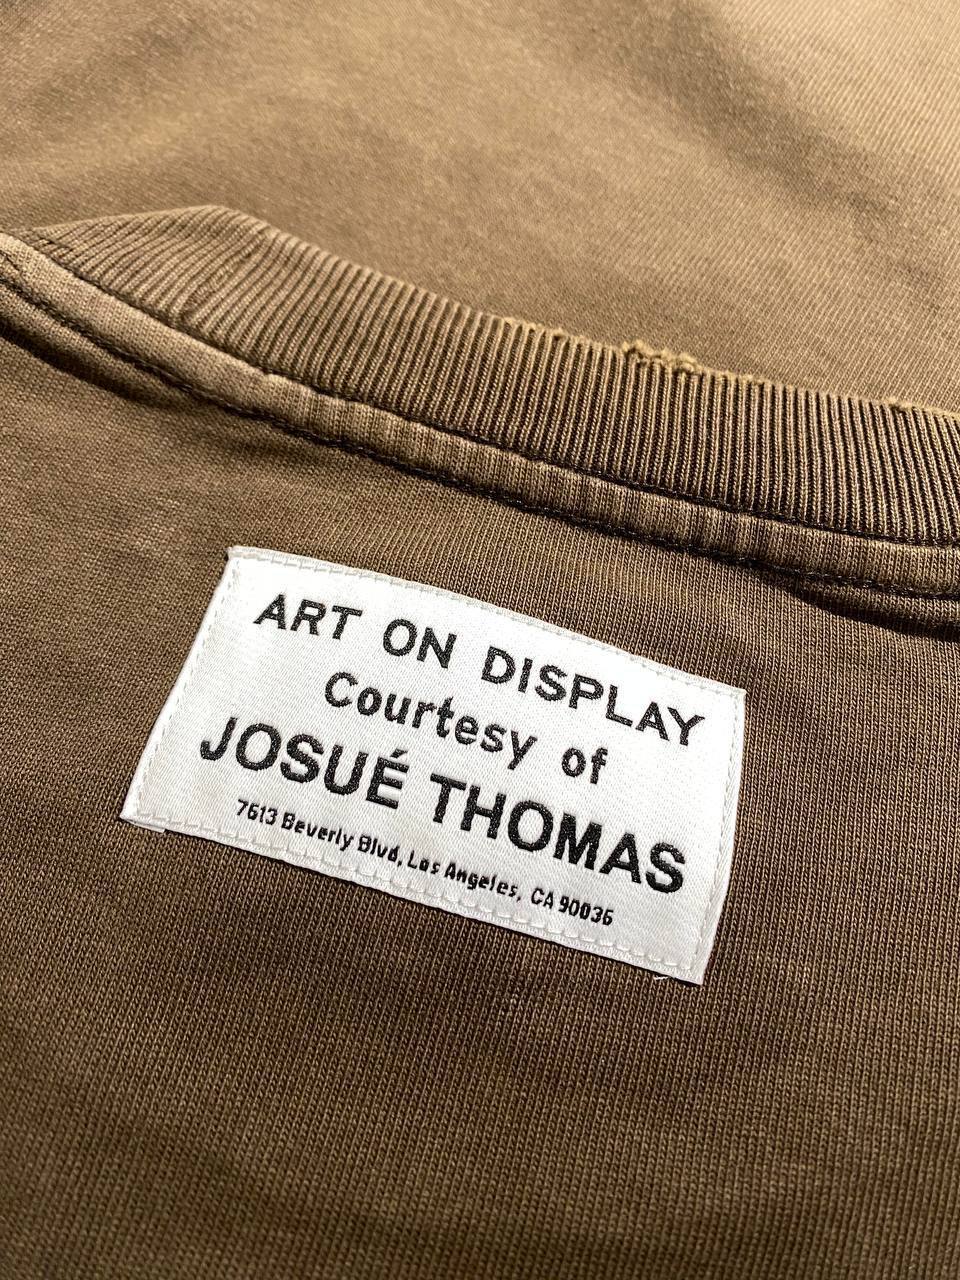 ART ON DISPLAY
Courtesy of
JOSUÉ THOMAS
7613 Beverly Blvd, Los Angeles, CA 90036